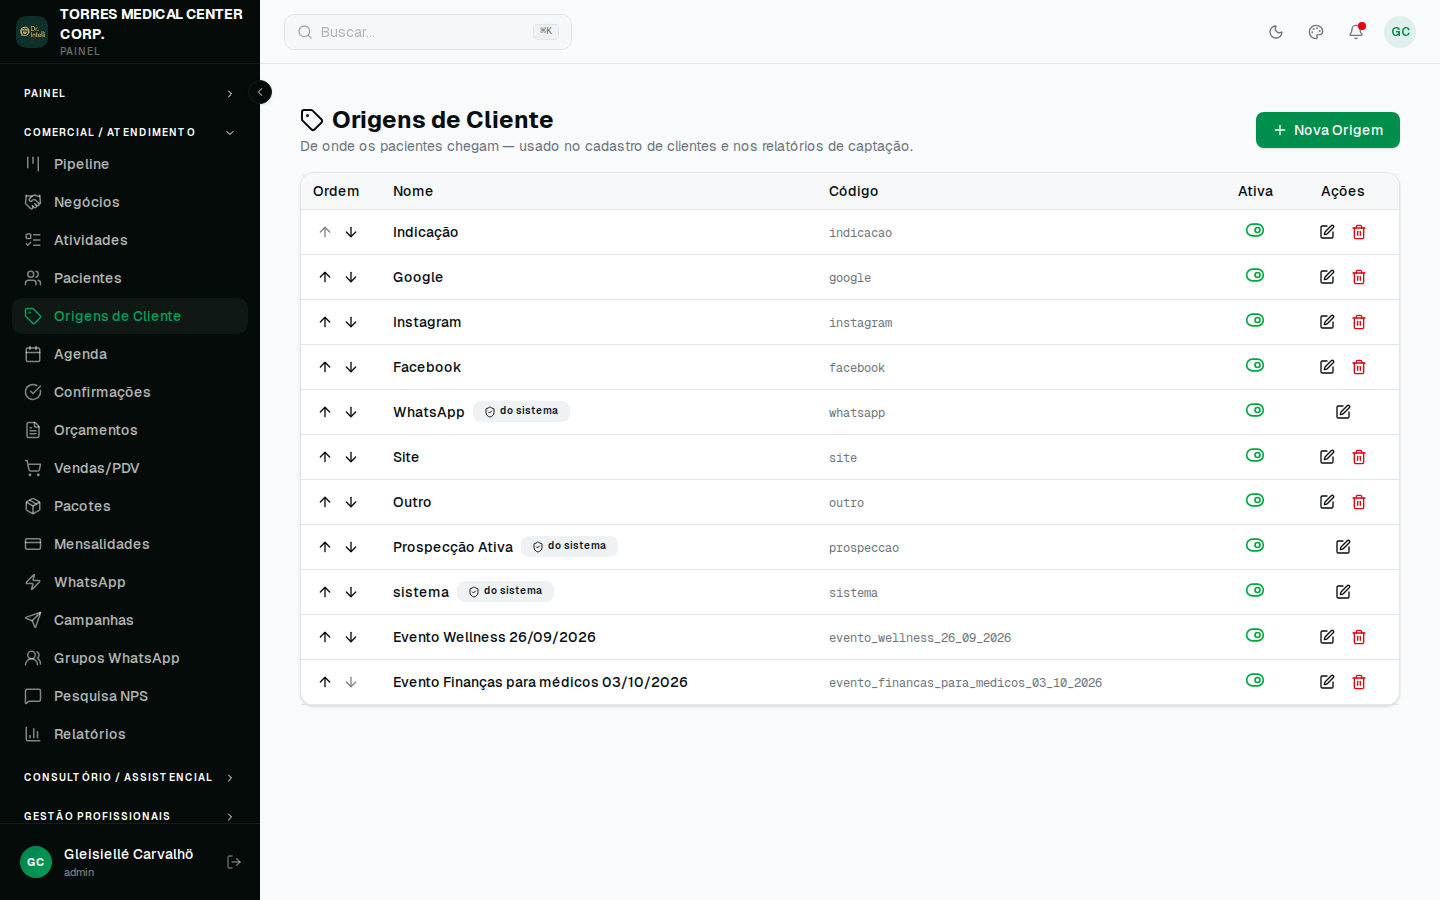 TORRES MEDICAL CENTER
CORP.
PAINEL
Buscar...
⌘K
GC
PAINEL
COMERCIAL / ATENDIMENTO
Pipeline
Negócios
Atividades
Pacientes
Origens de Cliente
Agenda
Confirmações
Orçamentos
Vendas/PDV
Pacotes
Mensalidades
WhatsApp
Campanhas
Grupos WhatsApp
Pesquisa NPS
Relatórios
CONSULTÓRIO / ASSISTENCIAL
GESTÃO PROFISSIONAIS
GC
Gleisiellé Carvalhö
admin
Origens de Cliente
De onde os pacientes chegam — usado no cadastro de clientes e nos relatórios de captação.
Nova Origem
Ordem Nome Código Ativa Ações
Indicação indicacao
Google google
Instagram instagram
Facebook facebook
WhatsApp do sistema whatsapp
Site site
Outro outro
Prospecção Ativa do sistema prospeccao
sistema do sistema sistema
Evento Wellness 26/09/2026 evento_wellness_26_09_2026
Evento Finanças para médicos 03/10/2026 evento_financas_para_medicos_03_10_2026